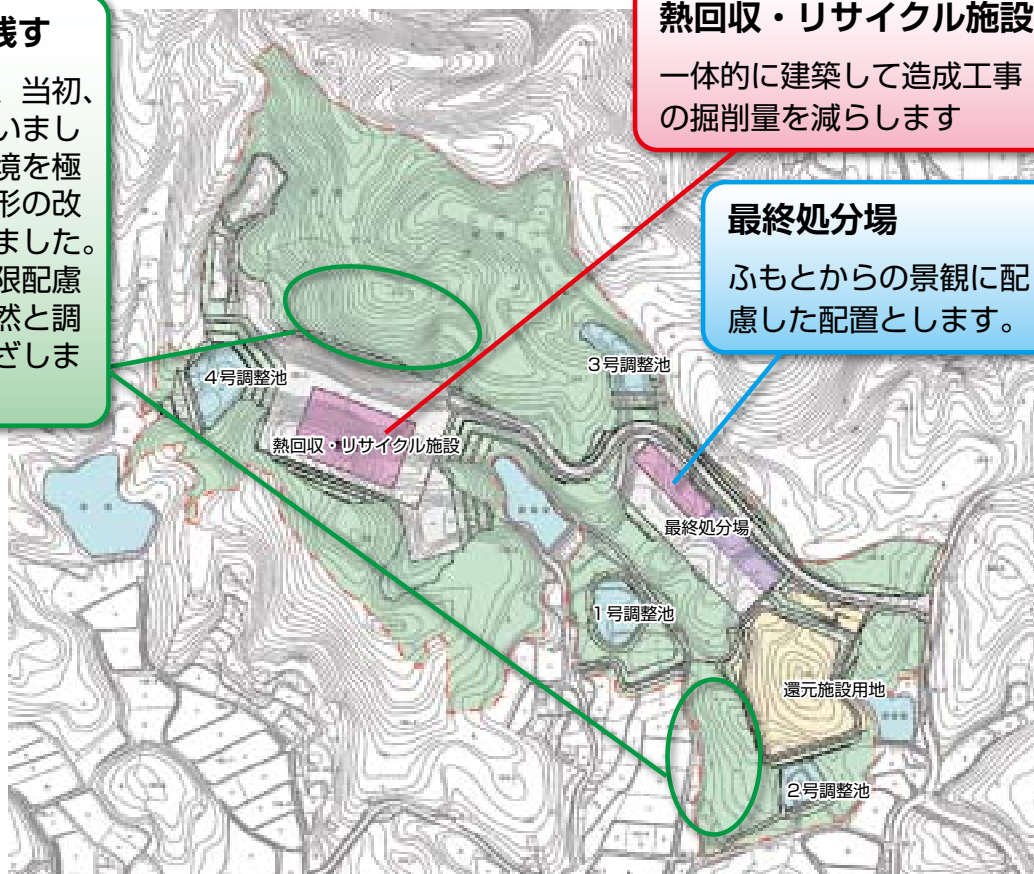 残す
、当初、
いまし
境を極
形の改
ました。
限配慮
然と調
ざしま
熱回収・リサイクル施設
一体的に建築して造成工事
の掘削量を減らします
最終処分場
ふもとからの景観に配
慮した配置とします。
4号調整池
3号調整池
熱回収・リサイクル施設
最終処分場
1号調整池
還元施設用地
2号調整池